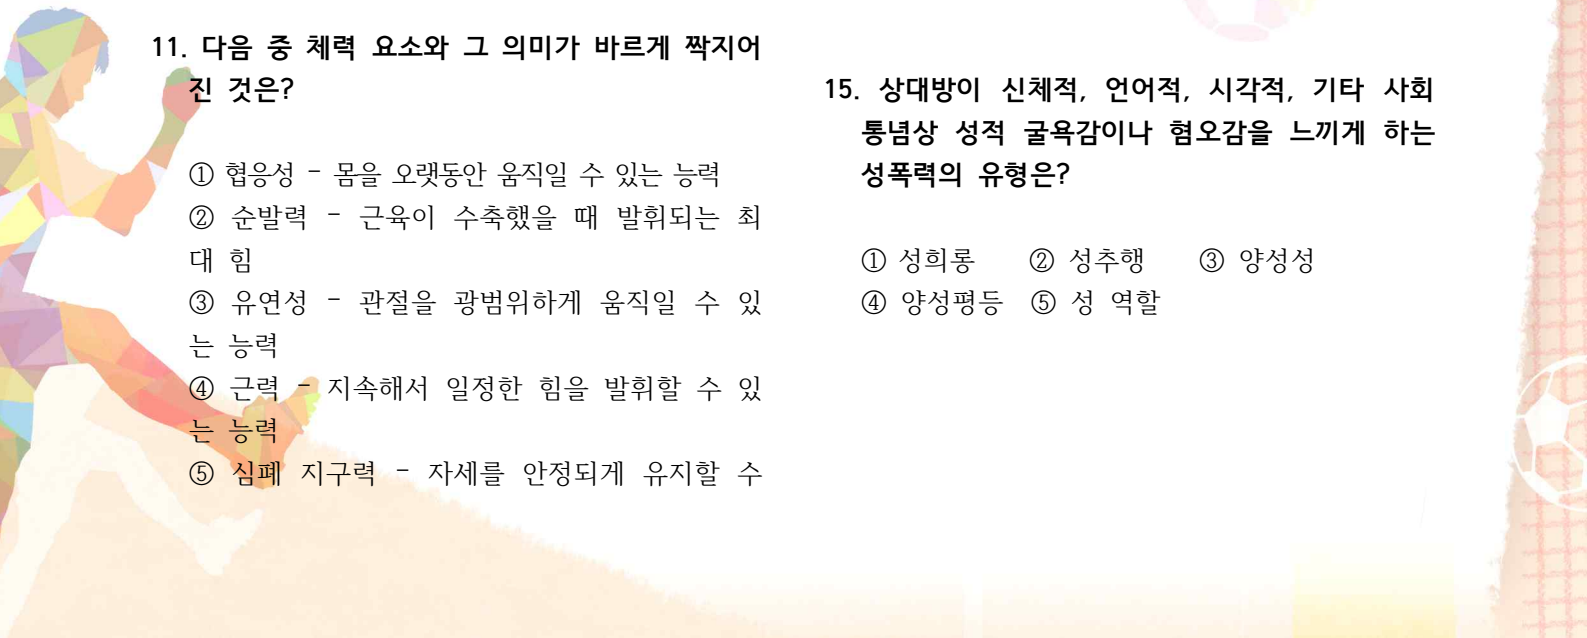 11. 다음 중 체력 요소와 그 의미가 바르게 짝지어
진 것은?
① 협응성 - 몸을 오랫동안 움직일 수 있는 능력
② 순발력 - 근육이 수축했을 때 발휘되는 최
대 힘
③ 유연성 - 관절을 광범위하게 움직일 수 있
는 능력
④ 근력 - 지속해서 일정한 힘을 발휘할 수 있
는 능력
⑤ 심폐 지구력 - 자세를 안정되게 유지할 수
15. 상대방이 신체적, 언어적, 시각적, 기타 사회
통념상 성적 굴욕감이나 혐오감을 느끼게 하는
성폭력의 유형은?
① 성희롱 ② 성추행 ③ 양성성
④ 양성평등 ⑤ 성 역할